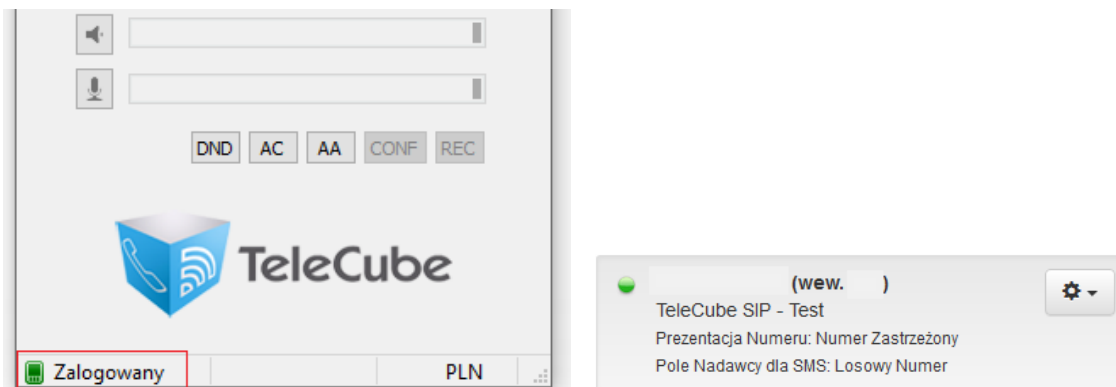 DND AC AA CONF REC
TeleCube
Zalogowany PLN
(wew. )
TeleCube SIP - Test
Prezentacja Numeru: Numer Zastrzeżony
Pole Nadawcy dla SMS: Losowy Numer